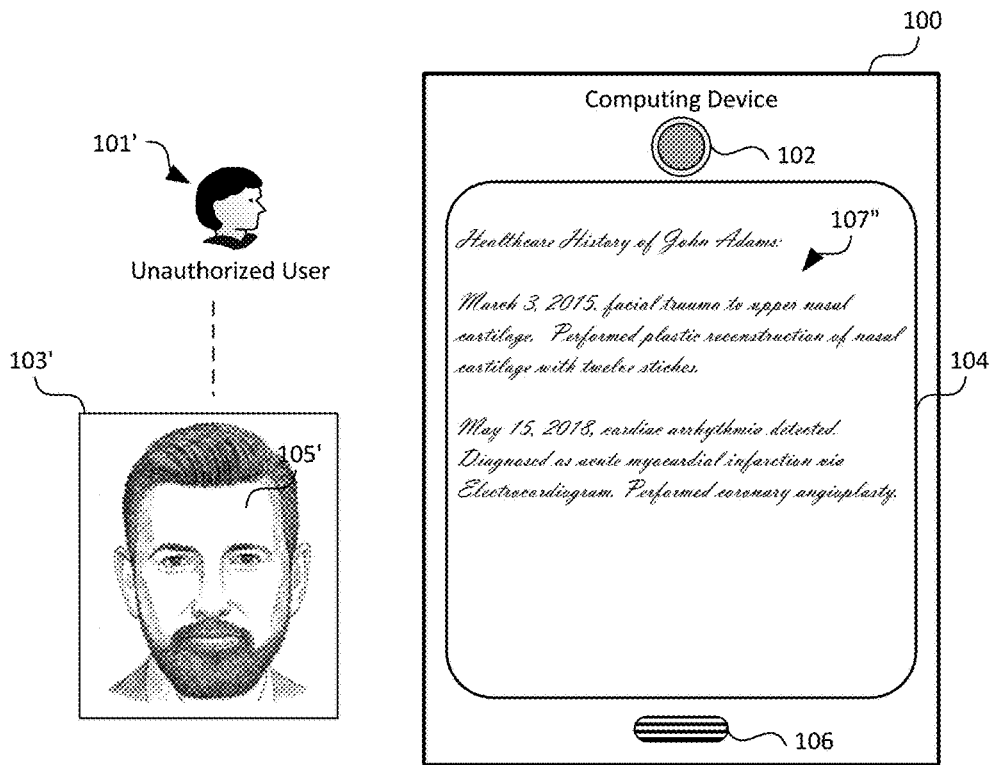 100
Computing Device
101'
102
Unauthorized User
107"
Healthcare History of John Adams:
March 3, 2015, facial trauma to upper nasal
cartilage. Performed plastic reconstruction of nasal
cartilage with twelve stiches.
103'
104
105'
May 15, 2018, cardiac arrhythmia detected.
Diagnosed as acute myocardial infarction via
Electrocardiogram. Performed coronary angioplasty.
106